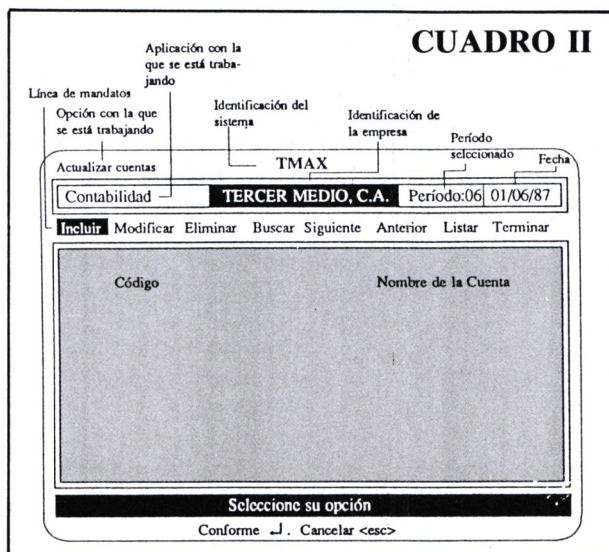 CUADRO II
Aplicación con la
que se está traba-
jando
Línea de mandatos
Opción con la que
se está trabajando
Identificación del
sistema
Identificación de
la empresa
Período
seleccionado
Fecha
Actualizar cuentas
TMAX
Contabilidad TERCER MEDIO, C.A. Período:06 01/06/87
Incluir Modificar Eliminar Buscar Siguiente Anterior Listar Terminar
Código Nombre de la Cuenta
Seleccione su opción
Conforme ↵. Cancelar <esc>